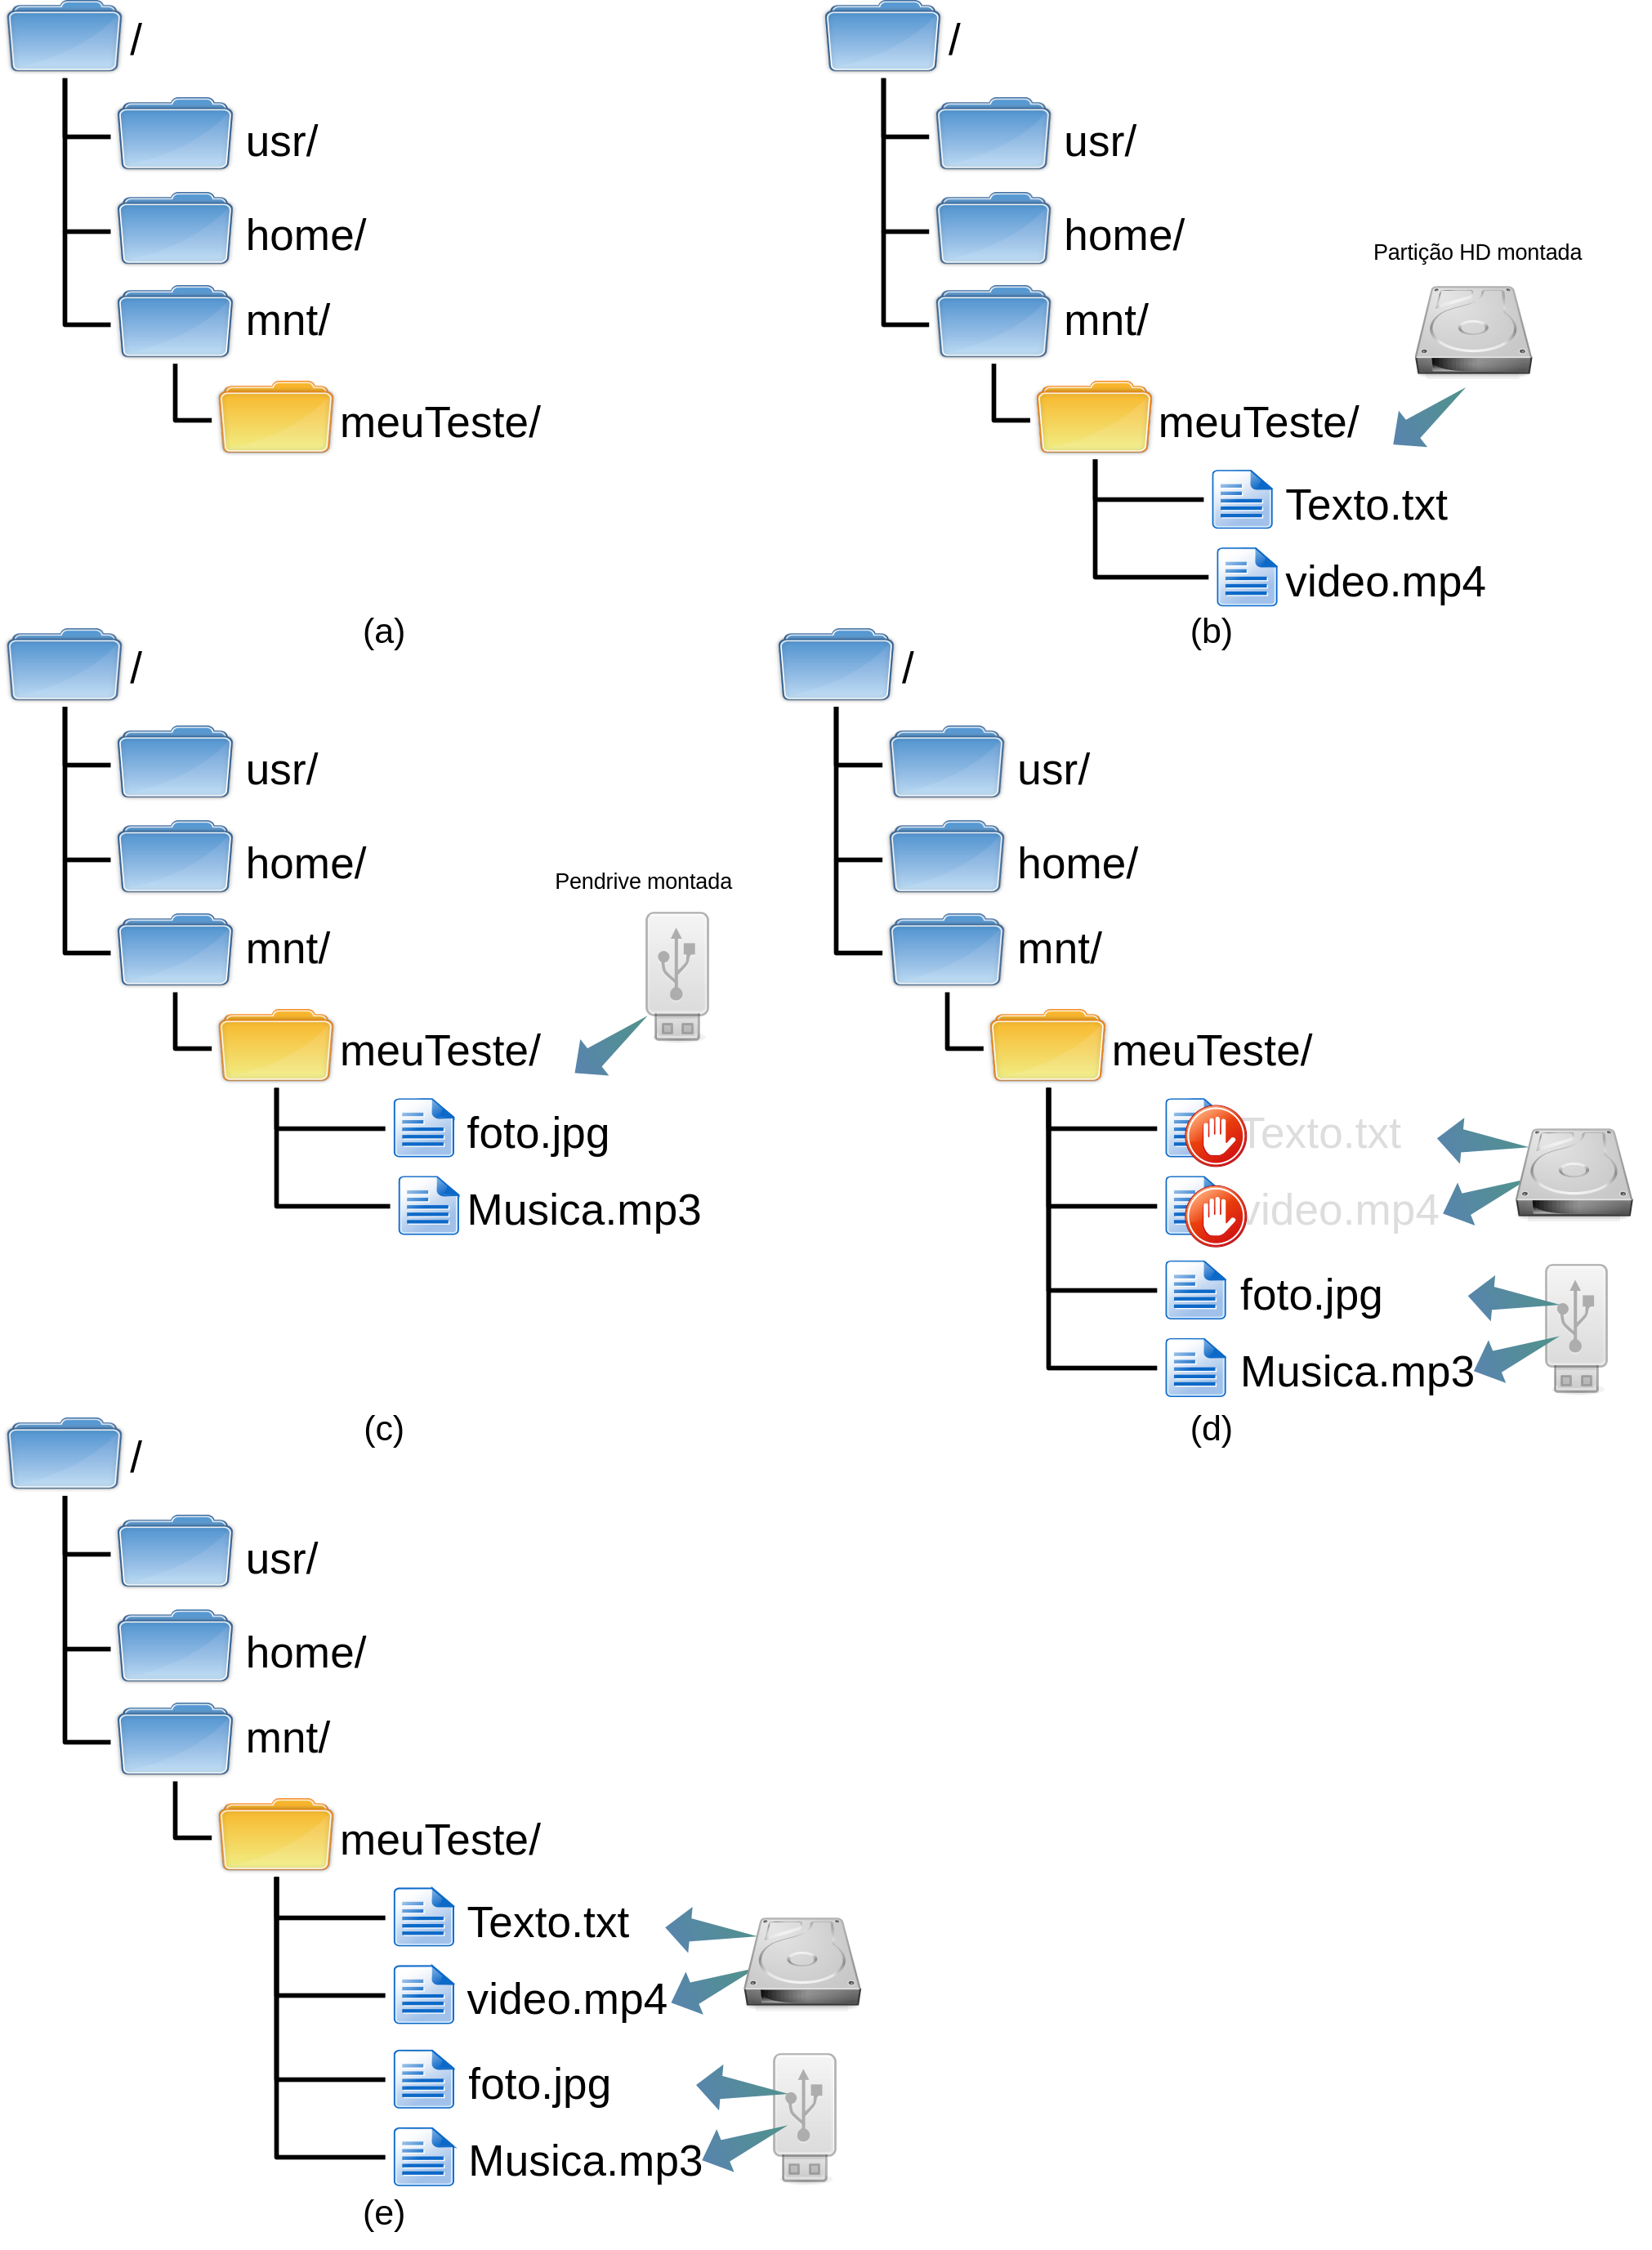 /
usr/
home/
mnt/
meuTeste/
(a)
/
usr/
home/
Partição HD montada
mnt/
meuTeste/
Texto.txt
video.mp4
(b)
/
usr/
home/
Pendrive montada
mnt/
meuTeste/
foto.jpg
Musica.mp3
(c)
/
usr/
home/
mnt/
meuTeste/
Texto.txt
video.mp4
foto.jpg
Musica.mp3
(d)
/
usr/
home/
mnt/
meuTeste/
Texto.txt
video.mp4
foto.jpg
Musica.mp3
(e)